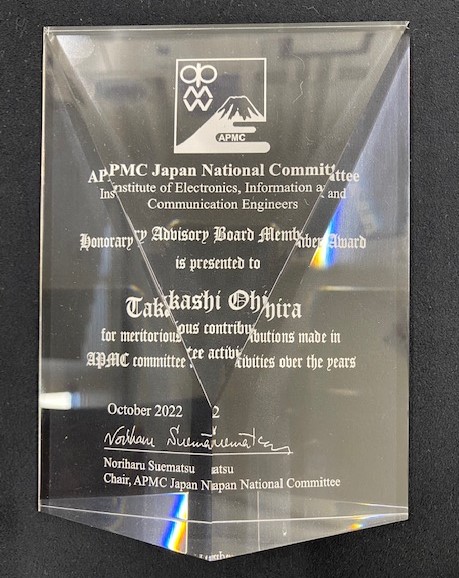 APMC
APMC Japan National Committee
Institute of Electronics, Information and
Communication Engineers
Honorary Advisory Board Member Award
is presented to
Takashi Ohira
for meritorious contributions made in
APMC committee activities over the years
October 2022
Noriharu Suematsu
Noriharu Suematsu
Chair, APMC Japan National Committee